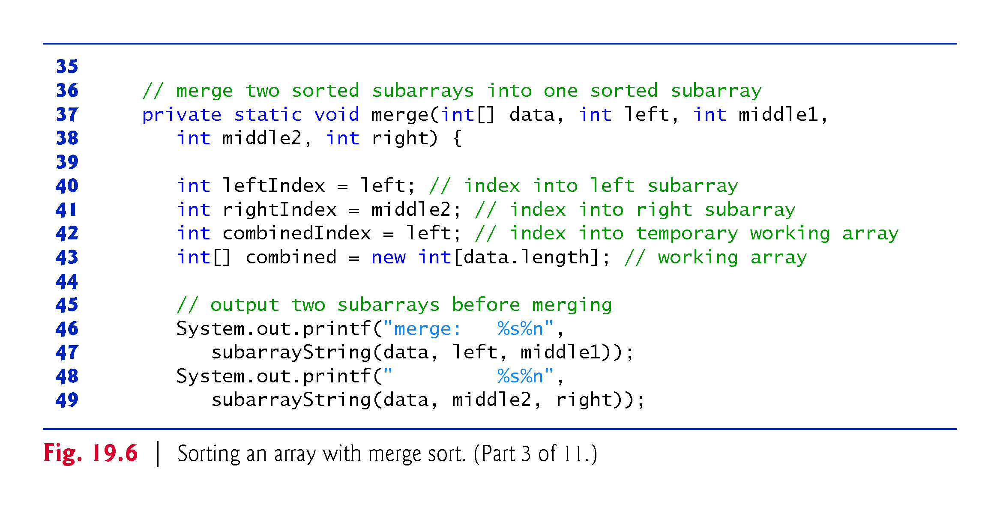 35
36 // merge two sorted subarrays into one sorted subarray
37 private static void merge(int[] data, int left, int middle1,
38    int middle2, int right) {
39
40    int leftIndex = left; // index into left subarray
41    int rightIndex = middle2; // index into right subarray
42    int combinedIndex = left; // index into temporary working array
43    int[] combined = new int[data.length]; // working array
44
45    // output two subarrays before merging
46    System.out.printf("merge:   %s%n",
47       subarrayString(data, left, middle1));
48    System.out.printf("         %s%n",
49       subarrayString(data, middle2, right));
Fig. 19.6 | Sorting an array with merge sort. (Part 3 of 11.)